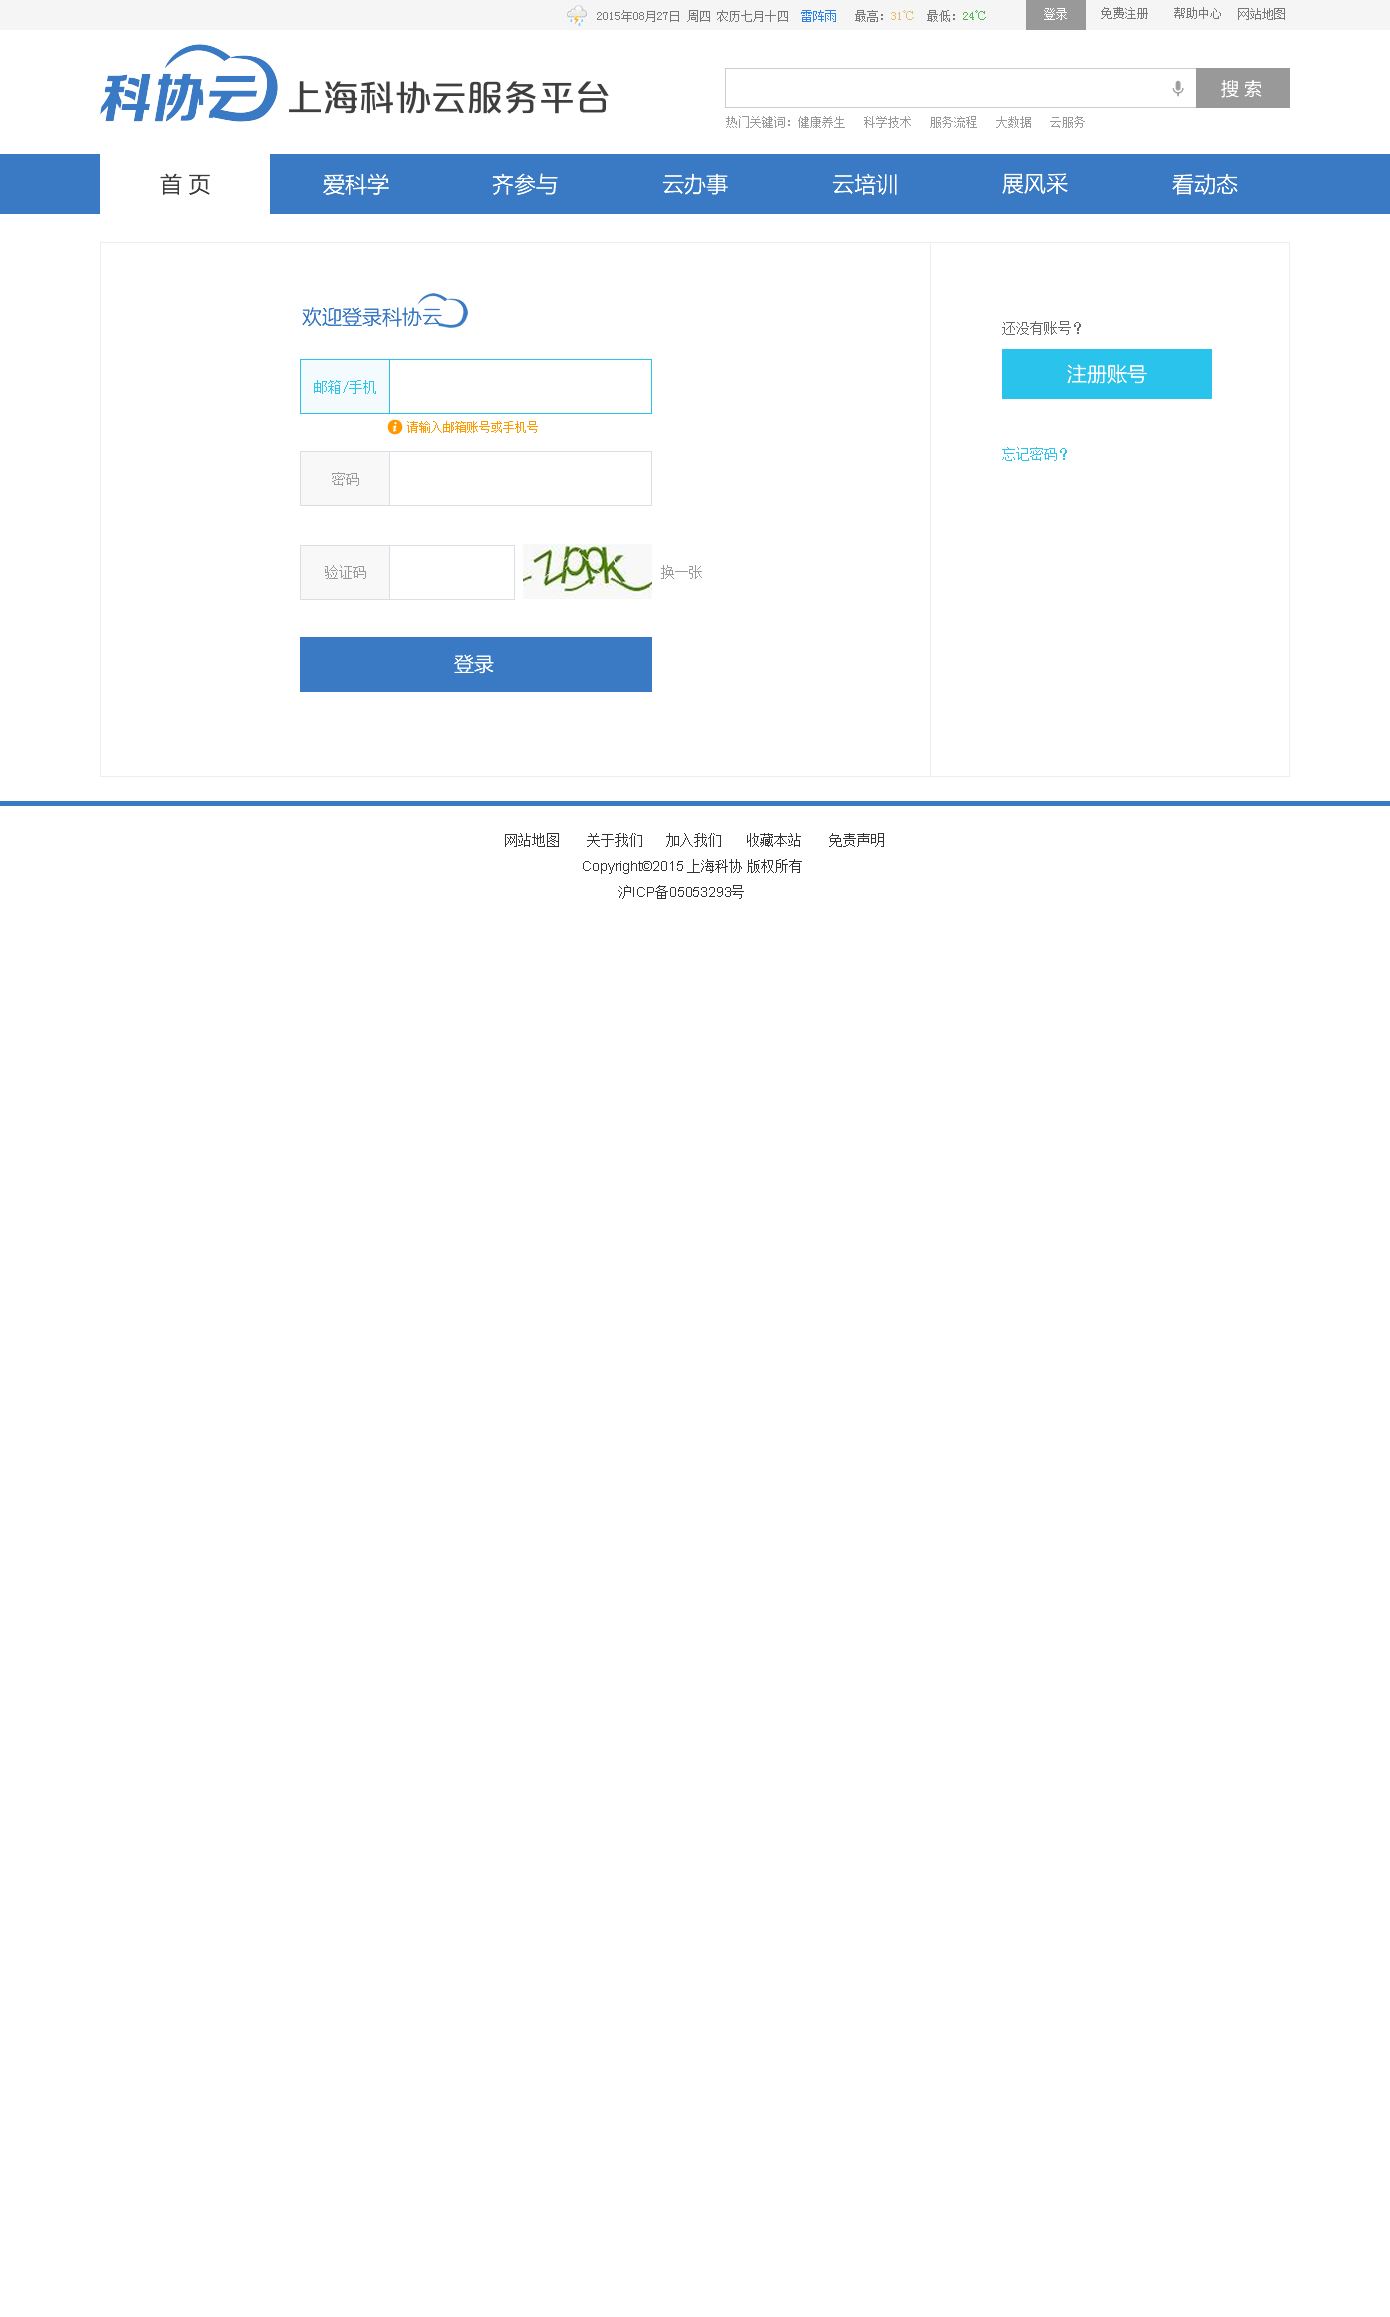 2015年08月27日 周四 农历七月十四 雷阵雨 最高：31℃ 最低：24℃ 登录 免费注册 帮助中心 网站地图
科协云 上海科协云服务平台
搜 索
热门关键词：健康养生 科学技术 服务流程 大数据 云服务
首 页 爱科学 齐参与 云办事 云培训 展风采 看动态
欢迎登录科协云
邮箱/手机
请输入邮箱账号或手机号
密码
验证码 zppk 换一张
登录
还没有账号？
注册账号
忘记密码？
网站地图 关于我们 加入我们 收藏本站 免责声明
Copyright©2015 上海科协 版权所有
沪ICP备05053293号